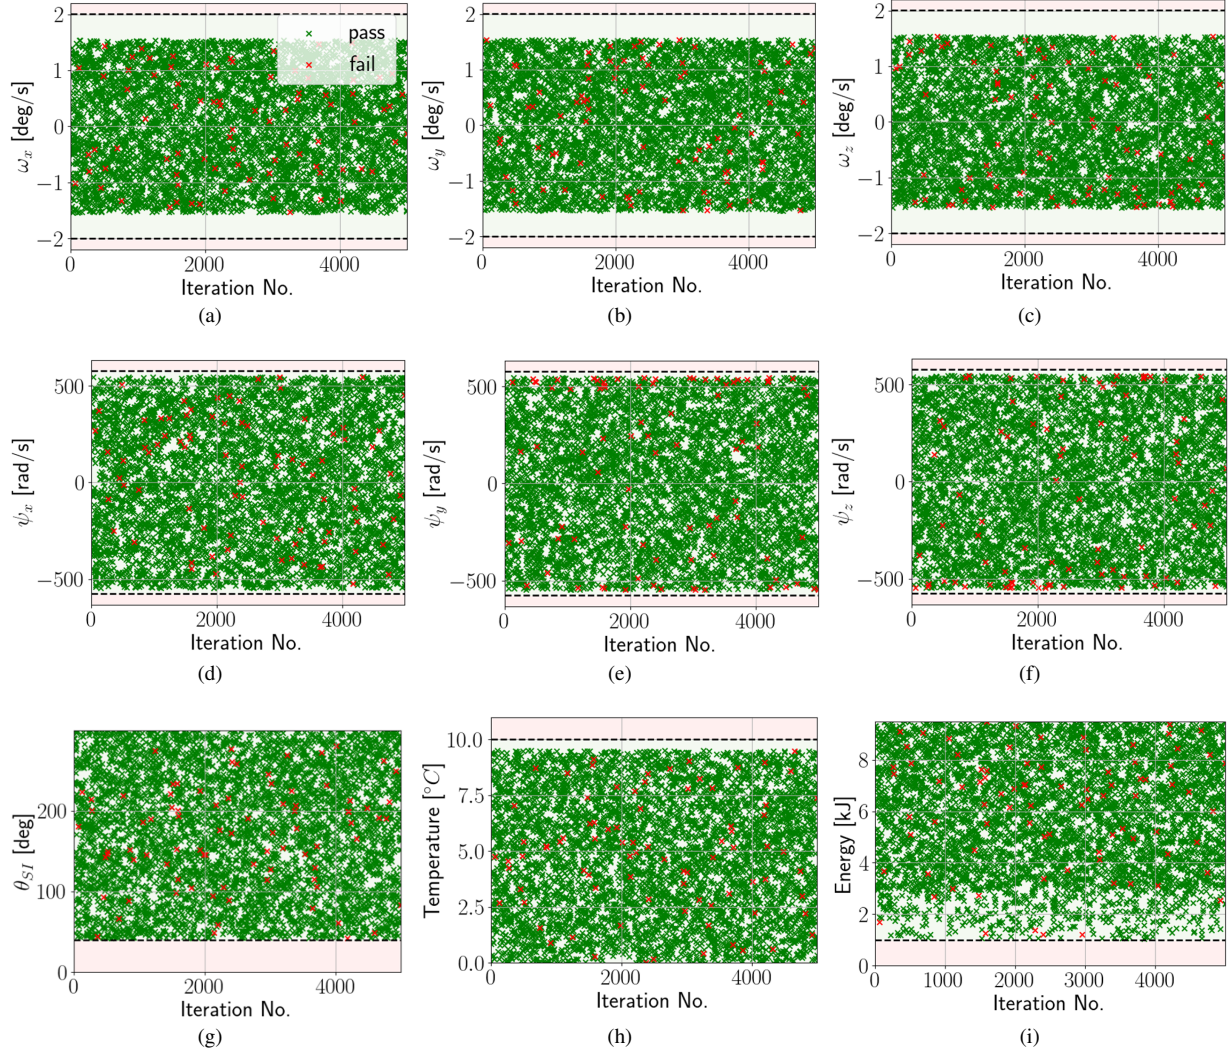 2
1
0
−1
−2
ω_x [deg/s]
pass
fail
0
2000
4000
Iteration No.
(a)
2
1
0
−1
−2
ω_y [deg/s]
0
2000
4000
Iteration No.
(b)
2
1
0
−1
−2
ω_z [deg/s]
0
2000
4000
Iteration No.
(c)
500
0
−500
ψ_x [rad/s]
0
2000
4000
Iteration No.
(d)
500
0
−500
ψ_y [rad/s]
0
2000
4000
Iteration No.
(e)
500
0
−500
ψ_z [rad/s]
0
2000
4000
Iteration No.
(f)
200
100
0
θ_SI [deg]
0
2000
4000
Iteration No.
(g)
10.0
7.5
5.0
2.5
0.0
Temperature [°C]
0
2000
4000
Iteration No.
(h)
8
6
4
2
0
Energy [kJ]
0
1000
2000
3000
4000
Iteration No.
(i)